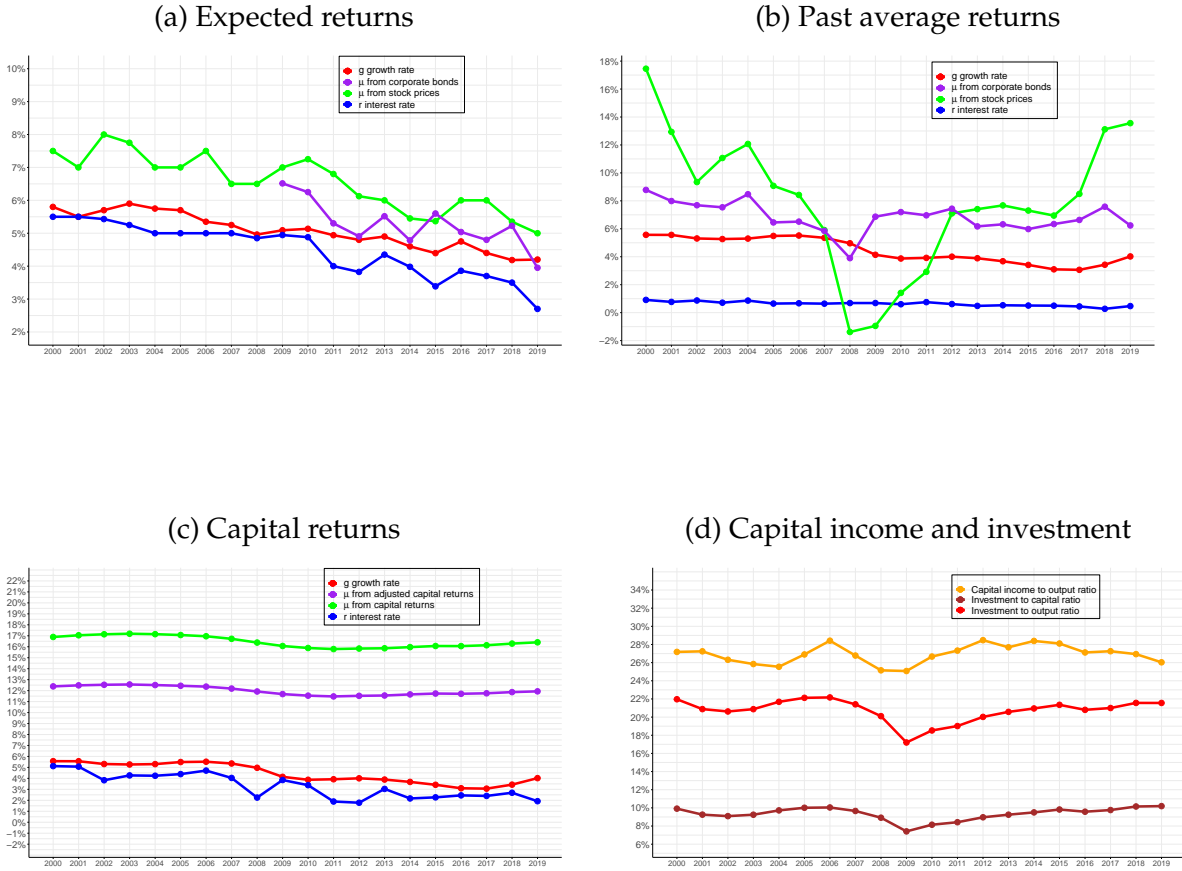 (a) Expected returns
g growth rate
μ from corporate bonds
μ from stock prices
r interest rate
10%
9%
8%
7%
6%
5%
4%
3%
2%
2000 2001 2002 2003 2004 2005 2006 2007 2008 2009 2010 2011 2012 2013 2014 2015 2016 2017 2018 2019
(b) Past average returns
g growth rate
μ from corporate bonds
μ from stock prices
r interest rate
18%
16%
14%
12%
10%
8%
6%
4%
2%
0%
−2%
2000 2001 2002 2003 2004 2005 2006 2007 2008 2009 2010 2011 2012 2013 2014 2015 2016 2017 2018 2019
(c) Capital returns
g growth rate
μ from adjusted capital returns
μ from capital returns
r interest rate
22%
21%
20%
19%
18%
17%
16%
15%
14%
13%
12%
11%
10%
9%
8%
7%
6%
5%
4%
3%
2%
1%
0%
−1%
−2%
2000 2001 2002 2003 2004 2005 2006 2007 2008 2009 2010 2011 2012 2013 2014 2015 2016 2017 2018 2019
(d) Capital income and investment
Capital income to output ratio
Investment to capital ratio
Investment to output ratio
34%
32%
30%
28%
26%
24%
22%
20%
18%
16%
14%
12%
10%
8%
6%
2000 2001 2002 2003 2004 2005 2006 2007 2008 2009 2010 2011 2012 2013 2014 2015 2016 2017 2018 2019